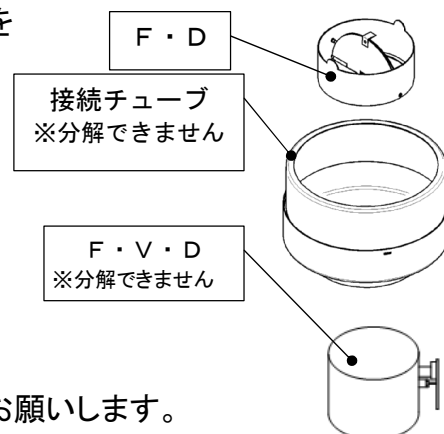 を
F・D
接続チューブ
※分解できません
F・V・D
※分解できません
お願いします。